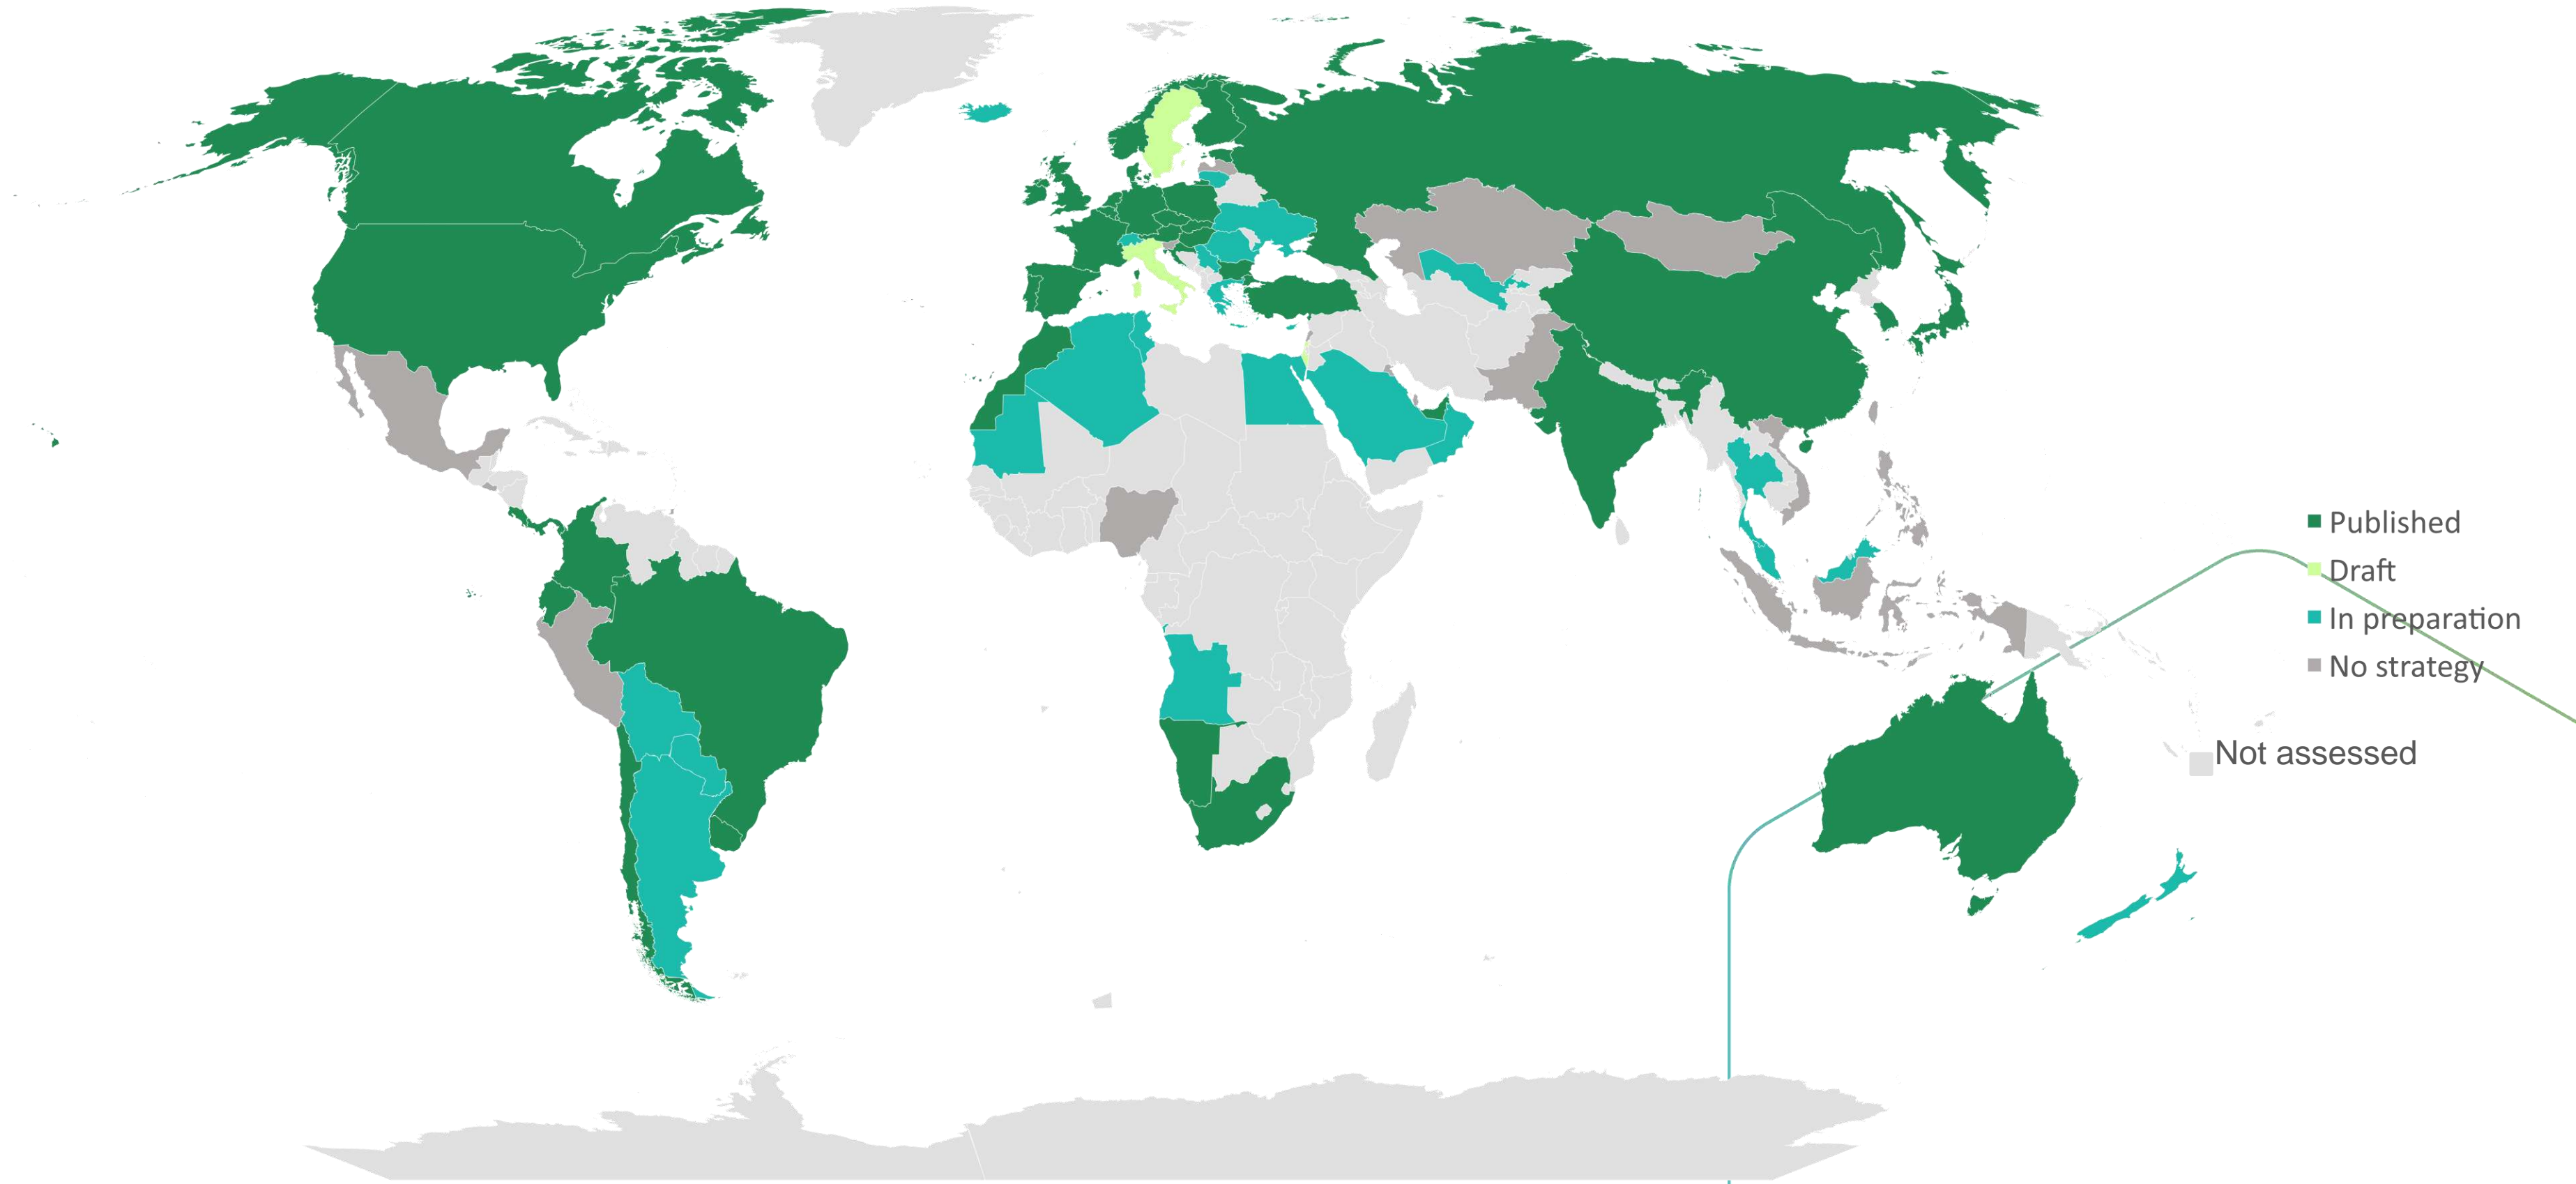 Published
Draft
In preparation
No strategy
Not assessed